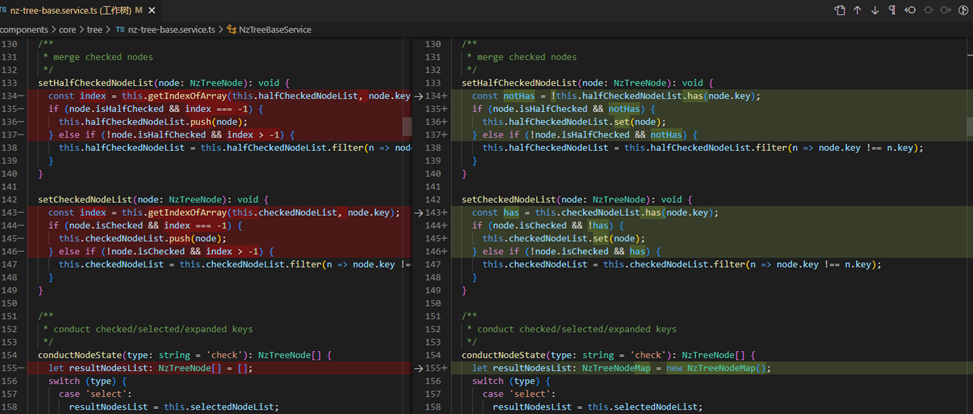 TS nz-tree-base.service.ts (工作树) M ×
components > core > tree > TS nz-tree-base.service.ts > NzTreeBaseService
130 /**
131 * merge checked nodes
132 */
133 setHalfCheckedNodeList(node: NzTreeNode): void {
134− const index = this.getIndexOfArray(this.halfCheckedNodeList, node.key
135− if (node.isHalfChecked && index === -1) {
136− this.halfCheckedNodeList.push(node);
137− } else if (!node.isHalfChecked && index > -1) {
138 this.halfCheckedNodeList = this.halfCheckedNodeList.filter(n => node
139 }
140 }
141
142 setCheckedNodeList(node: NzTreeNode): void {
143− const index = this.getIndexOfArray(this.checkedNodeList, node.key);
144− if (node.isChecked && index === -1) {
145− this.checkedNodeList.push(node);
146− } else if (!node.isChecked && index > -1) {
147 this.checkedNodeList = this.checkedNodeList.filter(n => node.key !==
148 }
149 }
150
151 /**
152 * conduct checked/selected/expanded keys
153 */
154 conductNodeState(type: string = 'check'): NzTreeNode[] {
155− let resultNodesList: NzTreeNode[] = [];
156 switch (type) {
157 case 'select':
158 resultNodesList = this.selectedNodeList;
130 /**
131 * merge checked nodes
132 */
133 setHalfCheckedNodeList(node: NzTreeNode): void {
134+ const notHas = !this.halfCheckedNodeList.has(node.key);
135+ if (node.isHalfChecked && notHas) {
136+ this.halfCheckedNodeList.set(node);
137+ } else if (!node.isHalfChecked && notHas) {
138 this.halfCheckedNodeList = this.halfCheckedNodeList.filter(n => node.key !== n.key);
139 }
140 }
141
142 setCheckedNodeList(node: NzTreeNode): void {
143+ const has = this.checkedNodeList.has(node.key);
144+ if (node.isChecked && !has) {
145+ this.checkedNodeList.set(node);
146+ } else if (!node.isChecked && has) {
147 this.checkedNodeList = this.checkedNodeList.filter(n => node.key !== n.key);
148 }
149 }
150
151 /**
152 * conduct checked/selected/expanded keys
153 */
154 conductNodeState(type: string = 'check'): NzTreeNode[] {
155+ let resultNodesList: NzTreeNodeMap = new NzTreeNodeMap();
156 switch (type) {
157 case 'select':
158 resultNodesList = this.selectedNodeList;